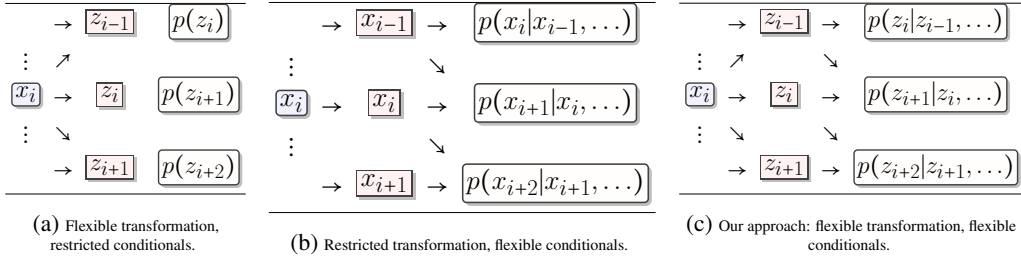 → z_{i−1} p(z_i)
⋮ ↗
x_i → z_i p(z_{i+1})
⋮ ↘
→ z_{i+1} p(z_{i+2})
(a) Flexible transformation,
restricted conditionals.
→ x_{i−1} → p(x_i|x_{i−1}, . . .)
⋮ ↘
x_i → x_i → p(x_{i+1}|x_i, . . .)
⋮ ↘
→ x_{i+1} → p(x_{i+2}|x_{i+1}, . . .)
(b) Restricted transformation, flexible conditionals.
→ z_{i−1} → p(z_i|z_{i−1}, . . .)
⋮ ↗ ↘
x_i → z_i → p(z_{i+1}|z_i, . . .)
⋮ ↘ ↘
→ z_{i+1} → p(z_{i+2}|z_{i+1}, . . .)
(c) Our approach: flexible transformation, flexible
conditionals.